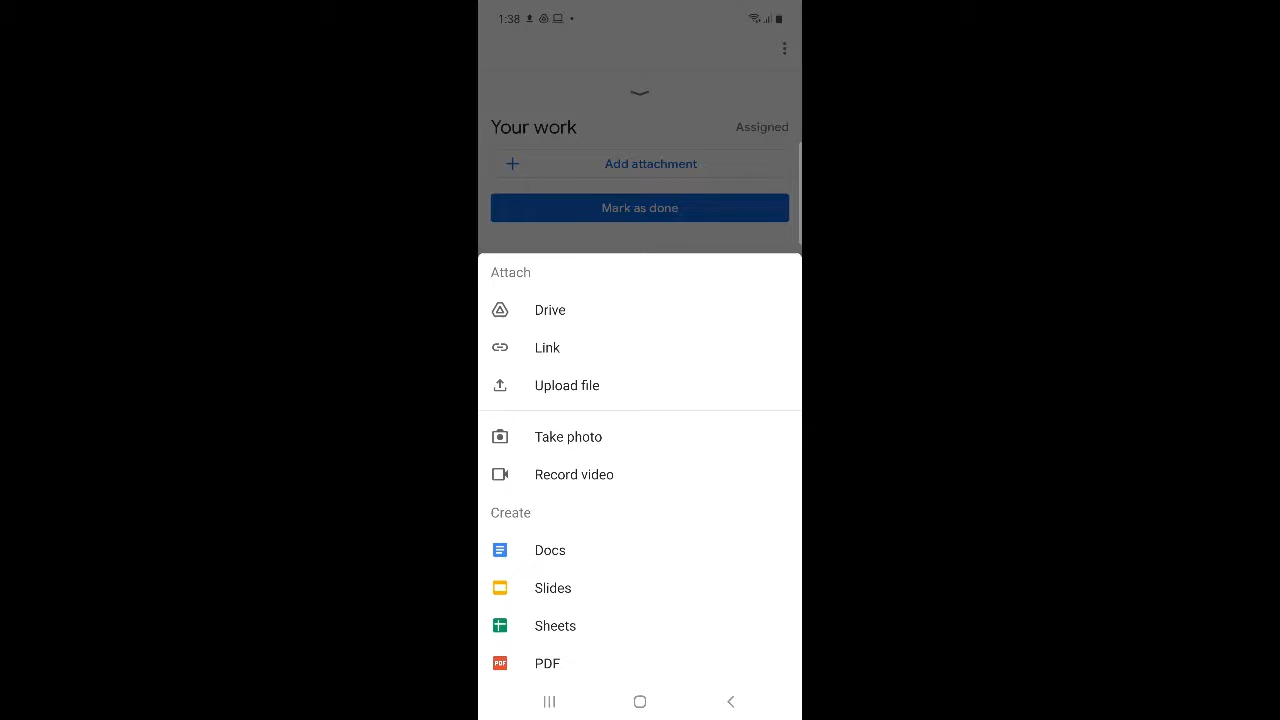 1:38
Your work
Assigned
Add attachment
Mark as done
Attach
Drive
Link
Upload file
Take photo
Record video
Create
Docs
Slides
Sheets
PDF PDF